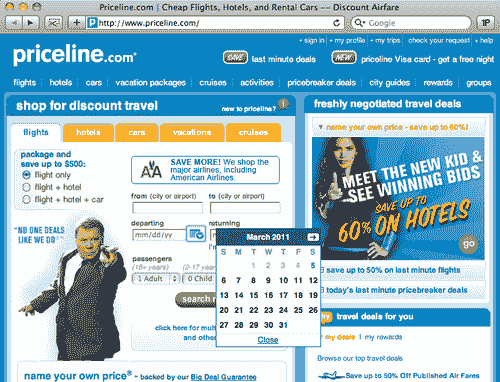 Priceline.com | Cheap Flights, Hotels, and Rental Cars -- Discount Airfare
http://www.priceline.com/
Google
+ sign in | + my profile | + my trips | check your request | + help
priceline.com®
SAVE last minute deals NEW priceline Visa card - get a free night
flights hotels cars vacation packages cruises activities pricebreaker deals city guides rewards groups
shop for discount travel
new to priceline? i
flights hotels cars vacations cruises
package and
save up to $500:
flight only
flight + hotel
flight + hotel + car
"NO ONE DEALS
LIKE WE DO"
AA
SAVE MORE! We shop the
major airlines, including
American Airlines.
from (city or airport) to (city or airport)
departing returning
mm/dd/yy
passengers
(18+ years) (2-17 years)
1 Adult 0 Child
search n
click here for mul
and othe
March 2011
S M T W T F S
1 2 3 4 5
6 7 8 9 10 11 12
13 14 15 16 17 18 19
20 21 22 23 24 25 26
27 28 29 30 31
Close
name your own price® - backed by our Big Deal Guarantee
freshly negotiated travel deals
name your own price - save up to 60%!
MEET THE NEW KID &
SEE WINNING BIDS
SAVE UP TO
60% ON HOTELS
go
save up to 50% on last minute flights
today's last minute pricebreaker deals
travel deals for you
my deals | my rewards
Browse our top travel deals
Save up to 50% Off Published Air Fares